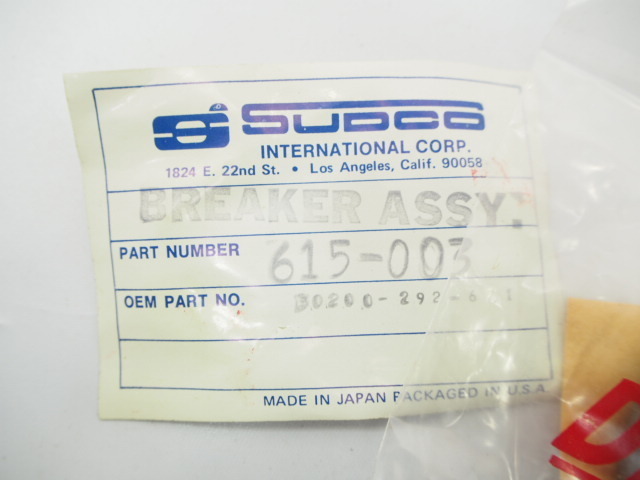 SUDCO
INTERNATIONAL CORP.
1824 E. 22nd St. • Los Angeles, Calif. 90058
BREAKER ASSY.
PART NUMBER 615-003
OEM PART NO.
MADE IN JAPAN PACKAGED IN U.S.A.